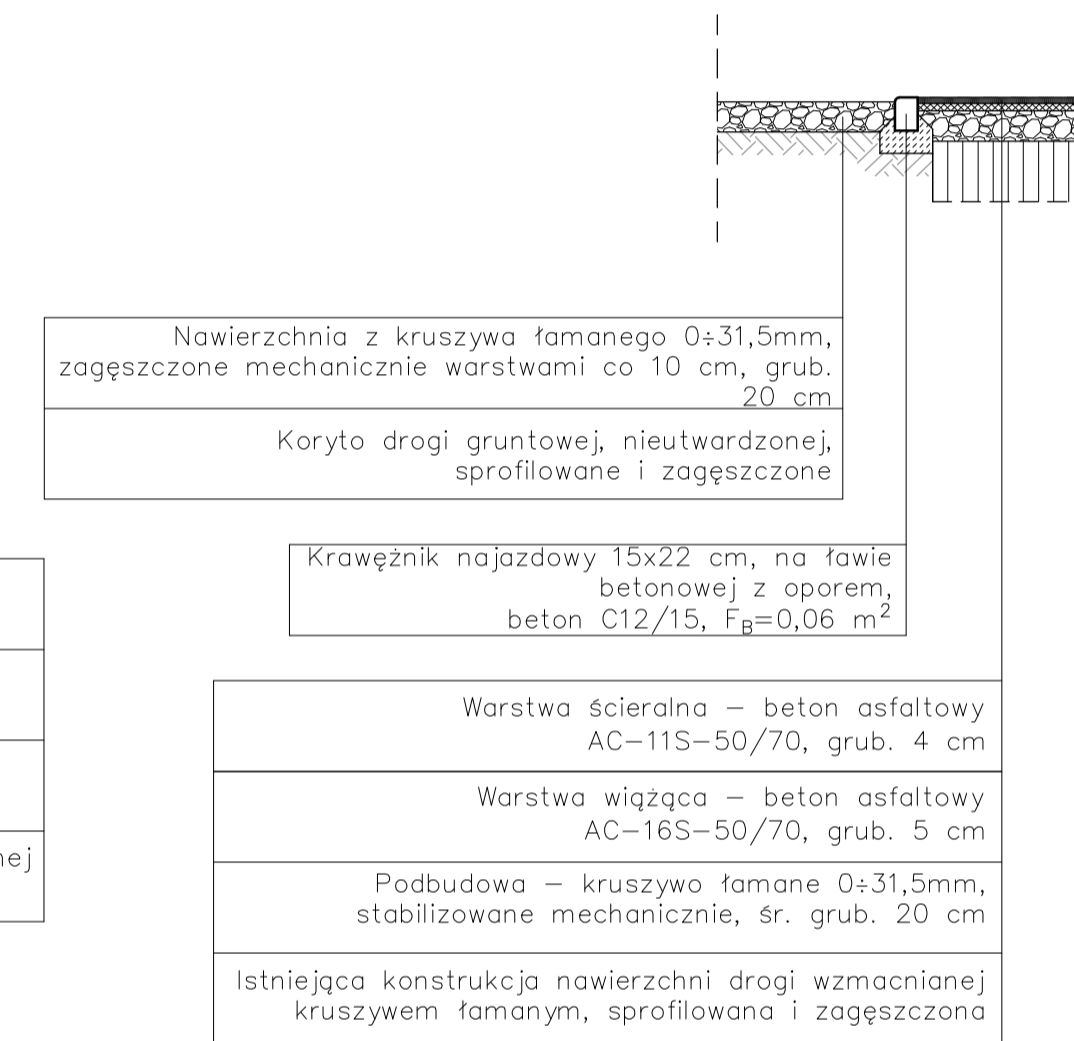 Nawierzchnia z kruszywa łamanego 0÷31,5mm,
zagęszczone mechanicznie warstwami co 10 cm, grub.
20 cm
Koryto drogi gruntowej, nieutwardzonej,
sprofilowane i zagęszczone
Krawężnik najazdowy 15x22 cm, na ławie
betonowej z oporem,
beton C12/15, F_B=0,06 m²
Warstwa ścieralna – beton asfaltowy
AC–11S–50/70, grub. 4 cm
Warstwa wiążąca – beton asfaltowy
AC–16S–50/70, grub. 5 cm
nej
Podbudowa – kruszywo łamane 0÷31,5mm,
stabilizowane mechanicznie, śr. grub. 20 cm
Istniejąca konstrukcja nawierzchni drogi wzmacnianej
kruszywem łamanym, sprofilowana i zagęszczona